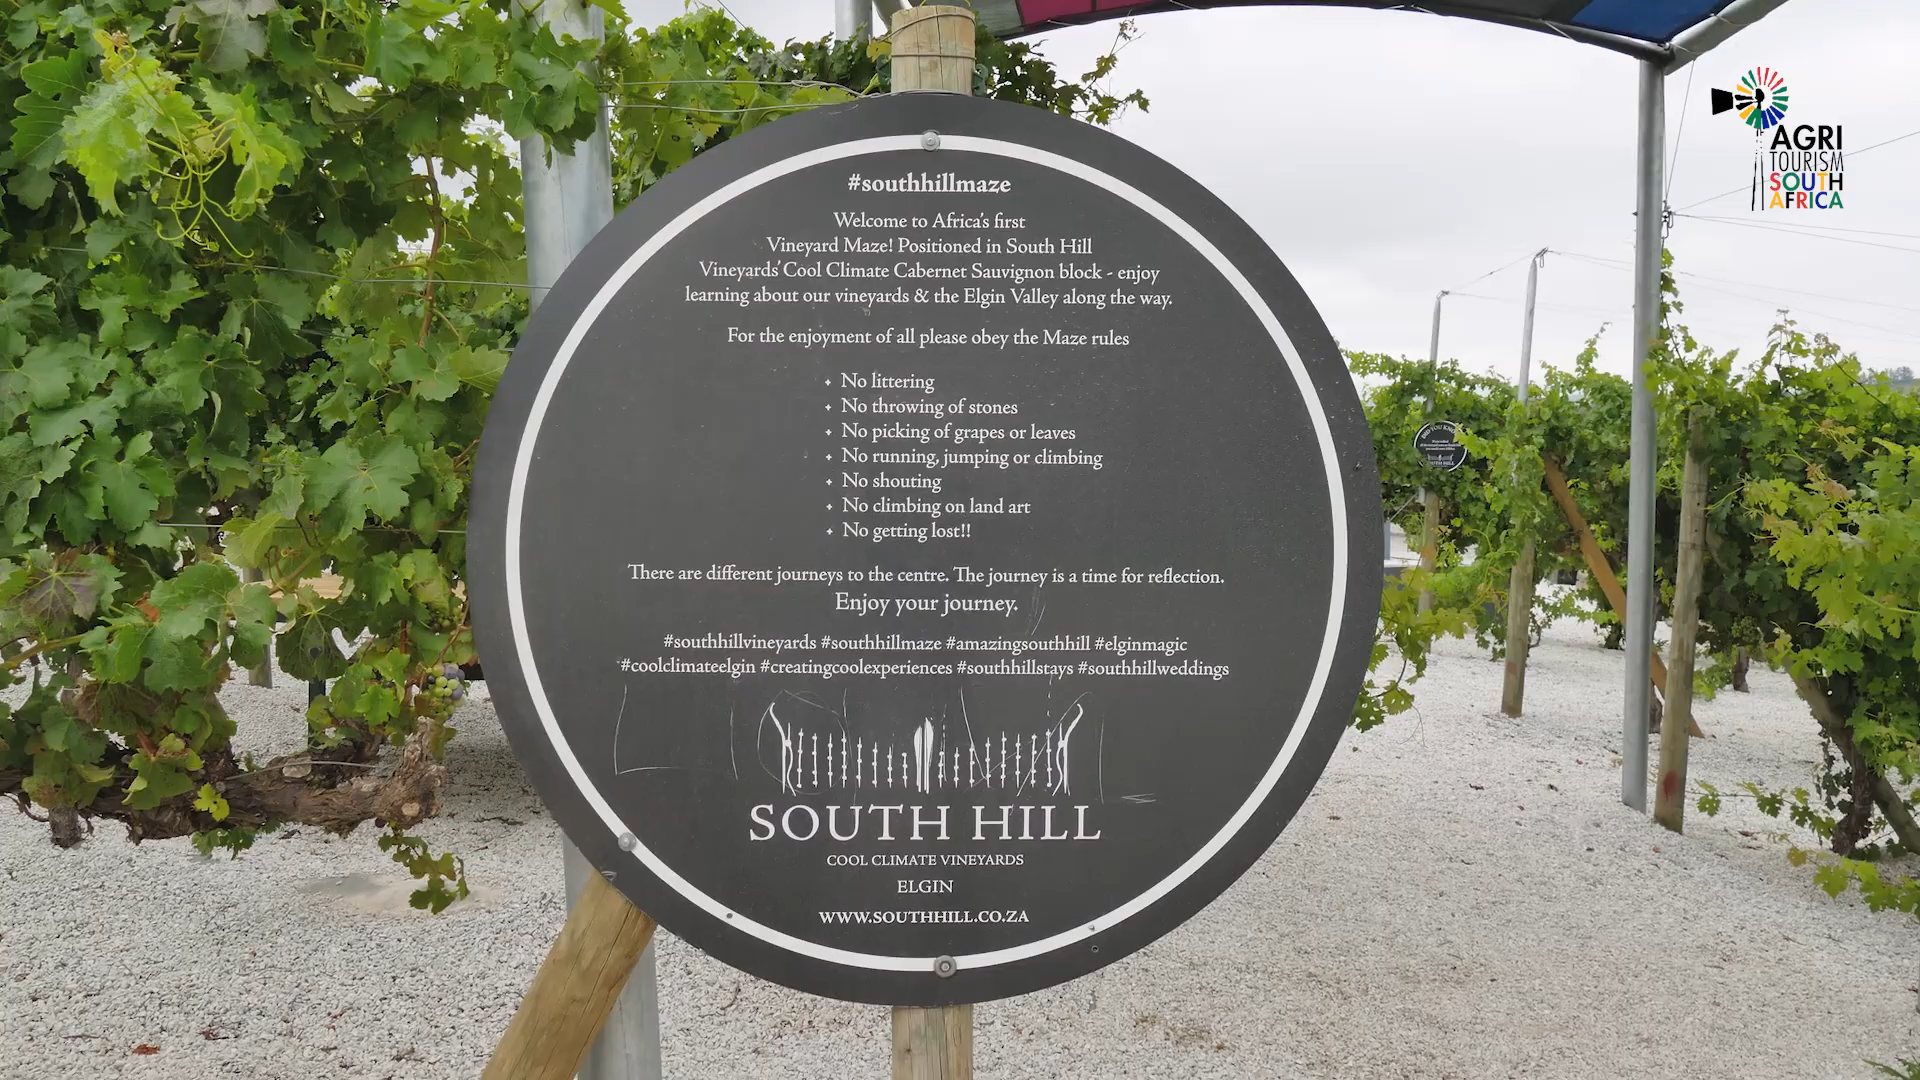 #southhillmaze
Welcome to Africa's first
Vineyard Maze! Positioned in South Hill
Vineyards' Cool Climate Cabernet Sauvignon block - enjoy
learning about our vineyards & the Elgin Valley along the way.
For the enjoyment of all please obey the Maze rules
+ No littering
+ No throwing of stones
+ No picking of grapes or leaves
+ No running, jumping or climbing
+ No shouting
+ No climbing on land art
+ No getting lost!!
There are different journeys to the centre. The journey is a time for reflection.
Enjoy your journey.
#southhillvineyards #southhillmaze #amazingsouthhill #elginmagic
#coolclimateelgin #creatingcoolexperiences #southhillstays #southhillweddings
SOUTH HILL
COOL CLIMATE VINEYARDS
ELGIN
WWW.SOUTHHILL.CO.ZA
AGRI
TOURISM
SOUTH
AFRICA
DID YOU KNOW
SOUTH HILL